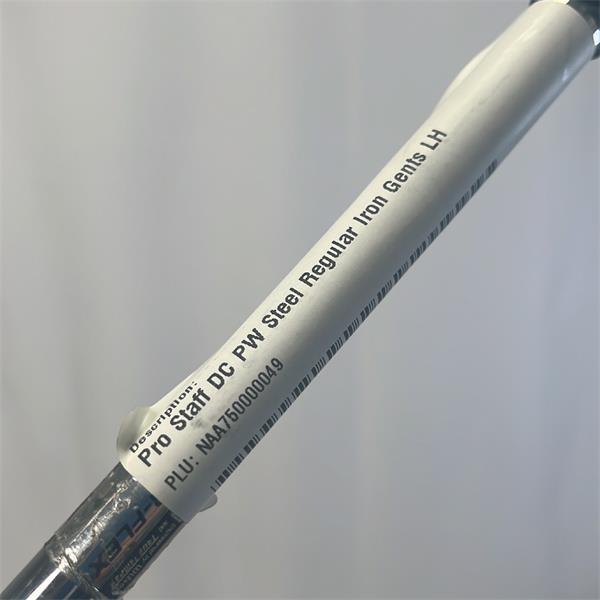 Description:
Pro Staff DC PW Steel Regular Iron Gents LH
PLU: NAA750000049